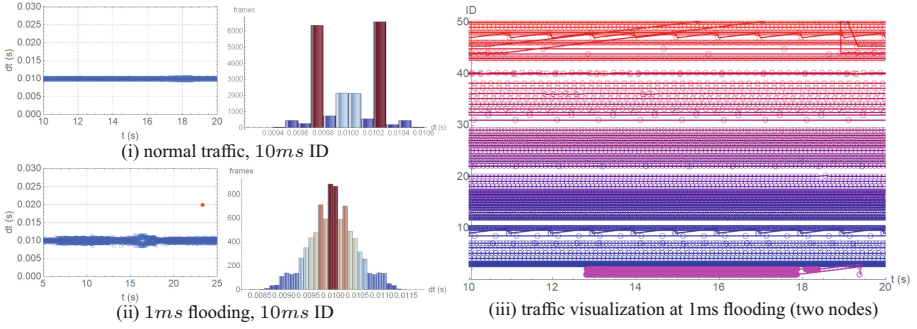 dt (s)
0.030
0.025
0.020
0.015
0.010
0.005
0.000
10 12 14 16 18 20
t (s)
frames
7000
6000
5000
4000
3000
2000
1000
0
0.0094 0.0096 0.0098 0.0100 0.0102 0.0104 0.0106
dt (s)
(i) normal traffic, 10ms ID
dt (s)
0.030
0.025
0.020
0.015
0.010
0.005
0.000
5 10 15 20 25
t (s)
frames
800
600
400
200
0
0.0085 0.0090 0.0095 0.0100 0.0105 0.0110 0.0115
dt (s)
(ii) 1ms flooding, 10ms ID
ID
50
40
30
20
10
10 12 14 16 18 20
t (s)
(iii) traffic visualization at 1ms flooding (two nodes)